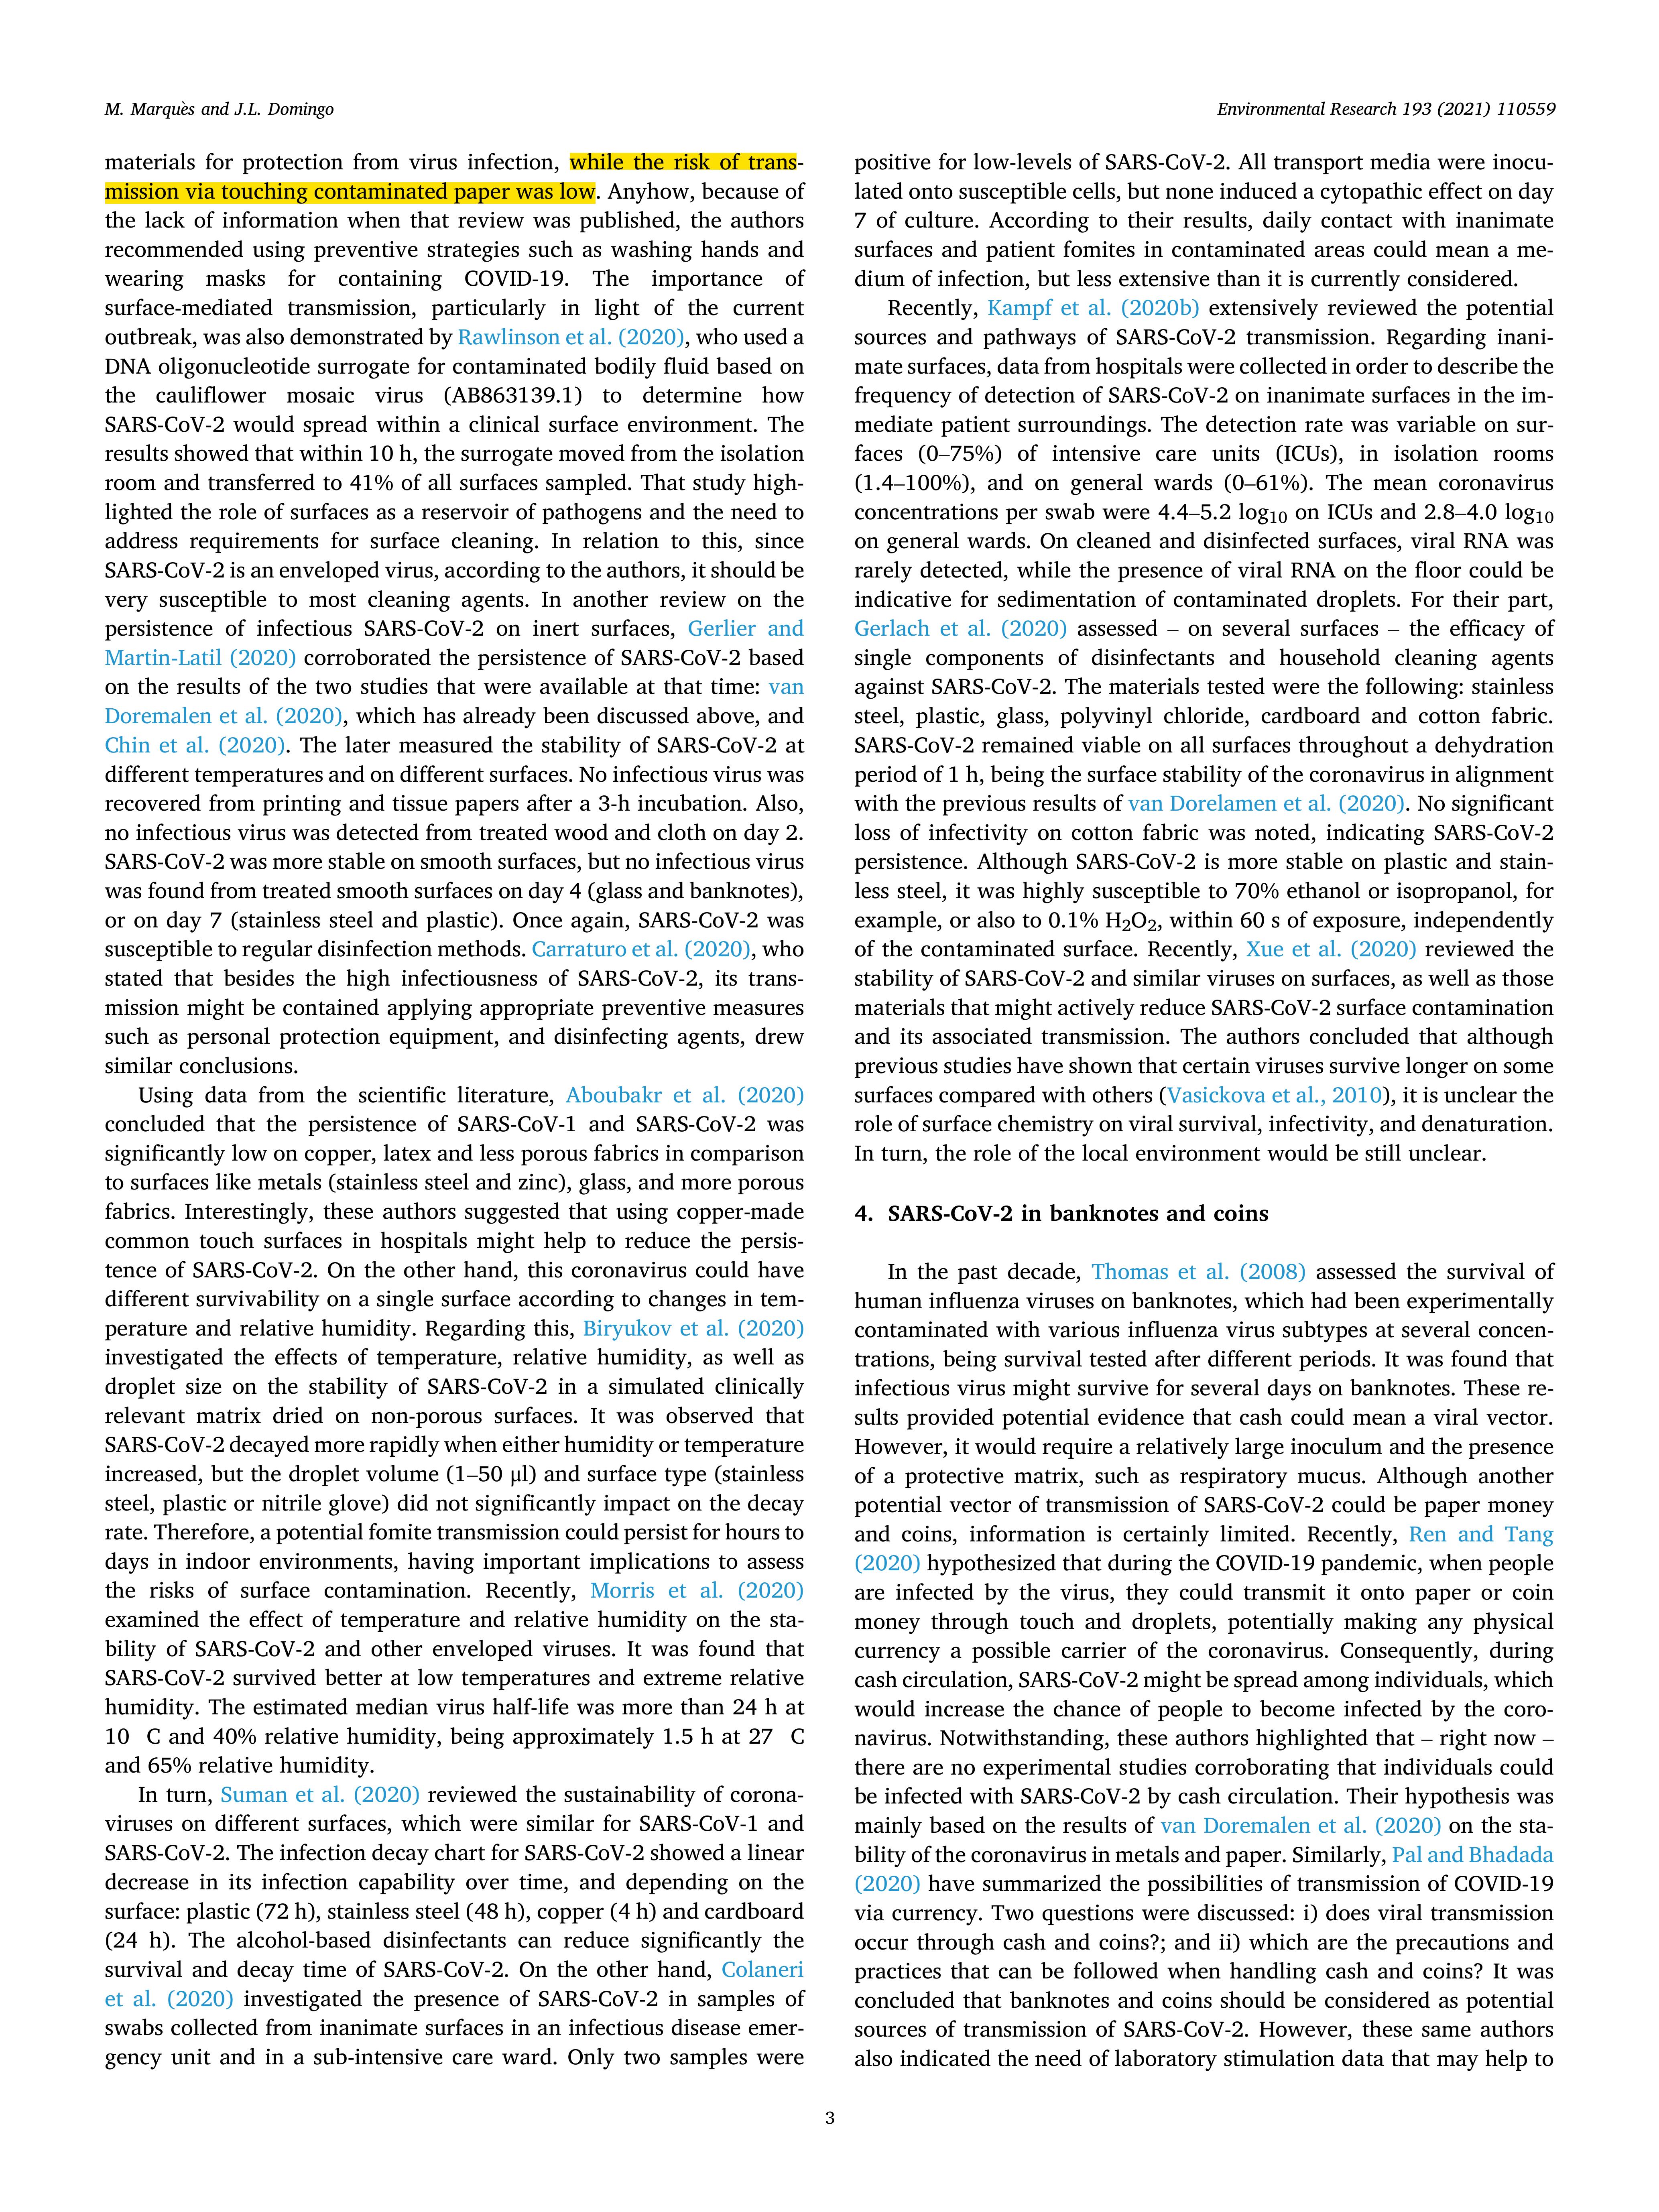 M. Marquès and J.L. Domingo
Environmental Research 193 (2021) 110559
materials for protection from virus infection, while the risk of trans-
mission via touching contaminated paper was low. Anyhow, because of
the lack of information when that review was published, the authors
recommended using preventive strategies such as washing hands and
wearing masks for containing COVID-19. The importance of
surface-mediated transmission, particularly in light of the current
outbreak, was also demonstrated by Rawlinson et al. (2020), who used a
DNA oligonucleotide surrogate for contaminated bodily fluid based on
the cauliflower mosaic virus (AB863139.1) to determine how
SARS-CoV-2 would spread within a clinical surface environment. The
results showed that within 10 h, the surrogate moved from the isolation
room and transferred to 41% of all surfaces sampled. That study high-
lighted the role of surfaces as a reservoir of pathogens and the need to
address requirements for surface cleaning. In relation to this, since
SARS-CoV-2 is an enveloped virus, according to the authors, it should be
very susceptible to most cleaning agents. In another review on the
persistence of infectious SARS-CoV-2 on inert surfaces, Gerlier and
Martin-Latil (2020) corroborated the persistence of SARS-CoV-2 based
on the results of the two studies that were available at that time: van
Doremalen et al. (2020), which has already been discussed above, and
Chin et al. (2020). The later measured the stability of SARS-CoV-2 at
different temperatures and on different surfaces. No infectious virus was
recovered from printing and tissue papers after a 3-h incubation. Also,
no infectious virus was detected from treated wood and cloth on day 2.
SARS-CoV-2 was more stable on smooth surfaces, but no infectious virus
was found from treated smooth surfaces on day 4 (glass and banknotes),
or on day 7 (stainless steel and plastic). Once again, SARS-CoV-2 was
susceptible to regular disinfection methods. Carraturo et al. (2020), who
stated that besides the high infectiousness of SARS-CoV-2, its trans-
mission might be contained applying appropriate preventive measures
such as personal protection equipment, and disinfecting agents, drew
similar conclusions.
Using data from the scientific literature, Aboubakr et al. (2020)
concluded that the persistence of SARS-CoV-1 and SARS-CoV-2 was
significantly low on copper, latex and less porous fabrics in comparison
to surfaces like metals (stainless steel and zinc), glass, and more porous
fabrics. Interestingly, these authors suggested that using copper-made
common touch surfaces in hospitals might help to reduce the persis-
tence of SARS-CoV-2. On the other hand, this coronavirus could have
different survivability on a single surface according to changes in tem-
perature and relative humidity. Regarding this, Biryukov et al. (2020)
investigated the effects of temperature, relative humidity, as well as
droplet size on the stability of SARS-CoV-2 in a simulated clinically
relevant matrix dried on non-porous surfaces. It was observed that
SARS-CoV-2 decayed more rapidly when either humidity or temperature
increased, but the droplet volume (1–50 μl) and surface type (stainless
steel, plastic or nitrile glove) did not significantly impact on the decay
rate. Therefore, a potential fomite transmission could persist for hours to
days in indoor environments, having important implications to assess
the risks of surface contamination. Recently, Morris et al. (2020)
examined the effect of temperature and relative humidity on the sta-
bility of SARS-CoV-2 and other enveloped viruses. It was found that
SARS-CoV-2 survived better at low temperatures and extreme relative
humidity. The estimated median virus half-life was more than 24 h at
10 C and 40% relative humidity, being approximately 1.5 h at 27 C
and 65% relative humidity.
In turn, Suman et al. (2020) reviewed the sustainability of corona-
viruses on different surfaces, which were similar for SARS-CoV-1 and
SARS-CoV-2. The infection decay chart for SARS-CoV-2 showed a linear
decrease in its infection capability over time, and depending on the
surface: plastic (72 h), stainless steel (48 h), copper (4 h) and cardboard
(24 h). The alcohol-based disinfectants can reduce significantly the
survival and decay time of SARS-CoV-2. On the other hand, Colaneri
et al. (2020) investigated the presence of SARS-CoV-2 in samples of
swabs collected from inanimate surfaces in an infectious disease emer-
gency unit and in a sub-intensive care ward. Only two samples were
positive for low-levels of SARS-CoV-2. All transport media were inocu-
lated onto susceptible cells, but none induced a cytopathic effect on day
7 of culture. According to their results, daily contact with inanimate
surfaces and patient fomites in contaminated areas could mean a me-
dium of infection, but less extensive than it is currently considered.
Recently, Kampf et al. (2020b) extensively reviewed the potential
sources and pathways of SARS-CoV-2 transmission. Regarding inani-
mate surfaces, data from hospitals were collected in order to describe the
frequency of detection of SARS-CoV-2 on inanimate surfaces in the im-
mediate patient surroundings. The detection rate was variable on sur-
faces (0–75%) of intensive care units (ICUs), in isolation rooms
(1.4–100%), and on general wards (0–61%). The mean coronavirus
concentrations per swab were 4.4–5.2 log10 on ICUs and 2.8–4.0 log10
on general wards. On cleaned and disinfected surfaces, viral RNA was
rarely detected, while the presence of viral RNA on the floor could be
indicative for sedimentation of contaminated droplets. For their part,
Gerlach et al. (2020) assessed – on several surfaces – the efficacy of
single components of disinfectants and household cleaning agents
against SARS-CoV-2. The materials tested were the following: stainless
steel, plastic, glass, polyvinyl chloride, cardboard and cotton fabric.
SARS-CoV-2 remained viable on all surfaces throughout a dehydration
period of 1 h, being the surface stability of the coronavirus in alignment
with the previous results of van Dorelamen et al. (2020). No significant
loss of infectivity on cotton fabric was noted, indicating SARS-CoV-2
persistence. Although SARS-CoV-2 is more stable on plastic and stain-
less steel, it was highly susceptible to 70% ethanol or isopropanol, for
example, or also to 0.1% H2O2, within 60 s of exposure, independently
of the contaminated surface. Recently, Xue et al. (2020) reviewed the
stability of SARS-CoV-2 and similar viruses on surfaces, as well as those
materials that might actively reduce SARS-CoV-2 surface contamination
and its associated transmission. The authors concluded that although
previous studies have shown that certain viruses survive longer on some
surfaces compared with others (Vasickova et al., 2010), it is unclear the
role of surface chemistry on viral survival, infectivity, and denaturation.
In turn, the role of the local environment would be still unclear.
4. SARS-CoV-2 in banknotes and coins
In the past decade, Thomas et al. (2008) assessed the survival of
human influenza viruses on banknotes, which had been experimentally
contaminated with various influenza virus subtypes at several concen-
trations, being survival tested after different periods. It was found that
infectious virus might survive for several days on banknotes. These re-
sults provided potential evidence that cash could mean a viral vector.
However, it would require a relatively large inoculum and the presence
of a protective matrix, such as respiratory mucus. Although another
potential vector of transmission of SARS-CoV-2 could be paper money
and coins, information is certainly limited. Recently, Ren and Tang
(2020) hypothesized that during the COVID-19 pandemic, when people
are infected by the virus, they could transmit it onto paper or coin
money through touch and droplets, potentially making any physical
currency a possible carrier of the coronavirus. Consequently, during
cash circulation, SARS-CoV-2 might be spread among individuals, which
would increase the chance of people to become infected by the coro-
navirus. Notwithstanding, these authors highlighted that – right now –
there are no experimental studies corroborating that individuals could
be infected with SARS-CoV-2 by cash circulation. Their hypothesis was
mainly based on the results of van Doremalen et al. (2020) on the sta-
bility of the coronavirus in metals and paper. Similarly, Pal and Bhadada
(2020) have summarized the possibilities of transmission of COVID-19
via currency. Two questions were discussed: i) does viral transmission
occur through cash and coins?; and ii) which are the precautions and
practices that can be followed when handling cash and coins? It was
concluded that banknotes and coins should be considered as potential
sources of transmission of SARS-CoV-2. However, these same authors
also indicated the need of laboratory stimulation data that may help to
3